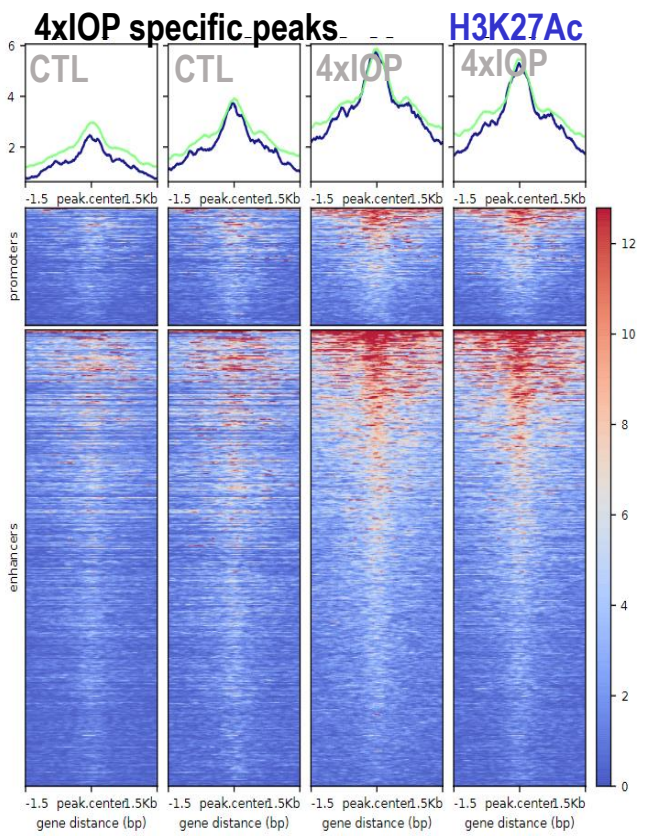 4xIOP specific peaks H3K27Ac
CTL CTL 4xIOP 4xIOP
6
4
2
-1.5 peak.center1.5Kb -1.5 peak.center1.5Kb -1.5 peak.center1.5Kb -1.5 peak.center1.5Kb
promoters
enhancers
12
10
8
6
4
2
0
-1.5 peak.center1.5Kb -1.5 peak.center1.5Kb -1.5 peak.center1.5Kb -1.5 peak.center1.5Kb
gene distance (bp) gene distance (bp) gene distance (bp) gene distance (bp)